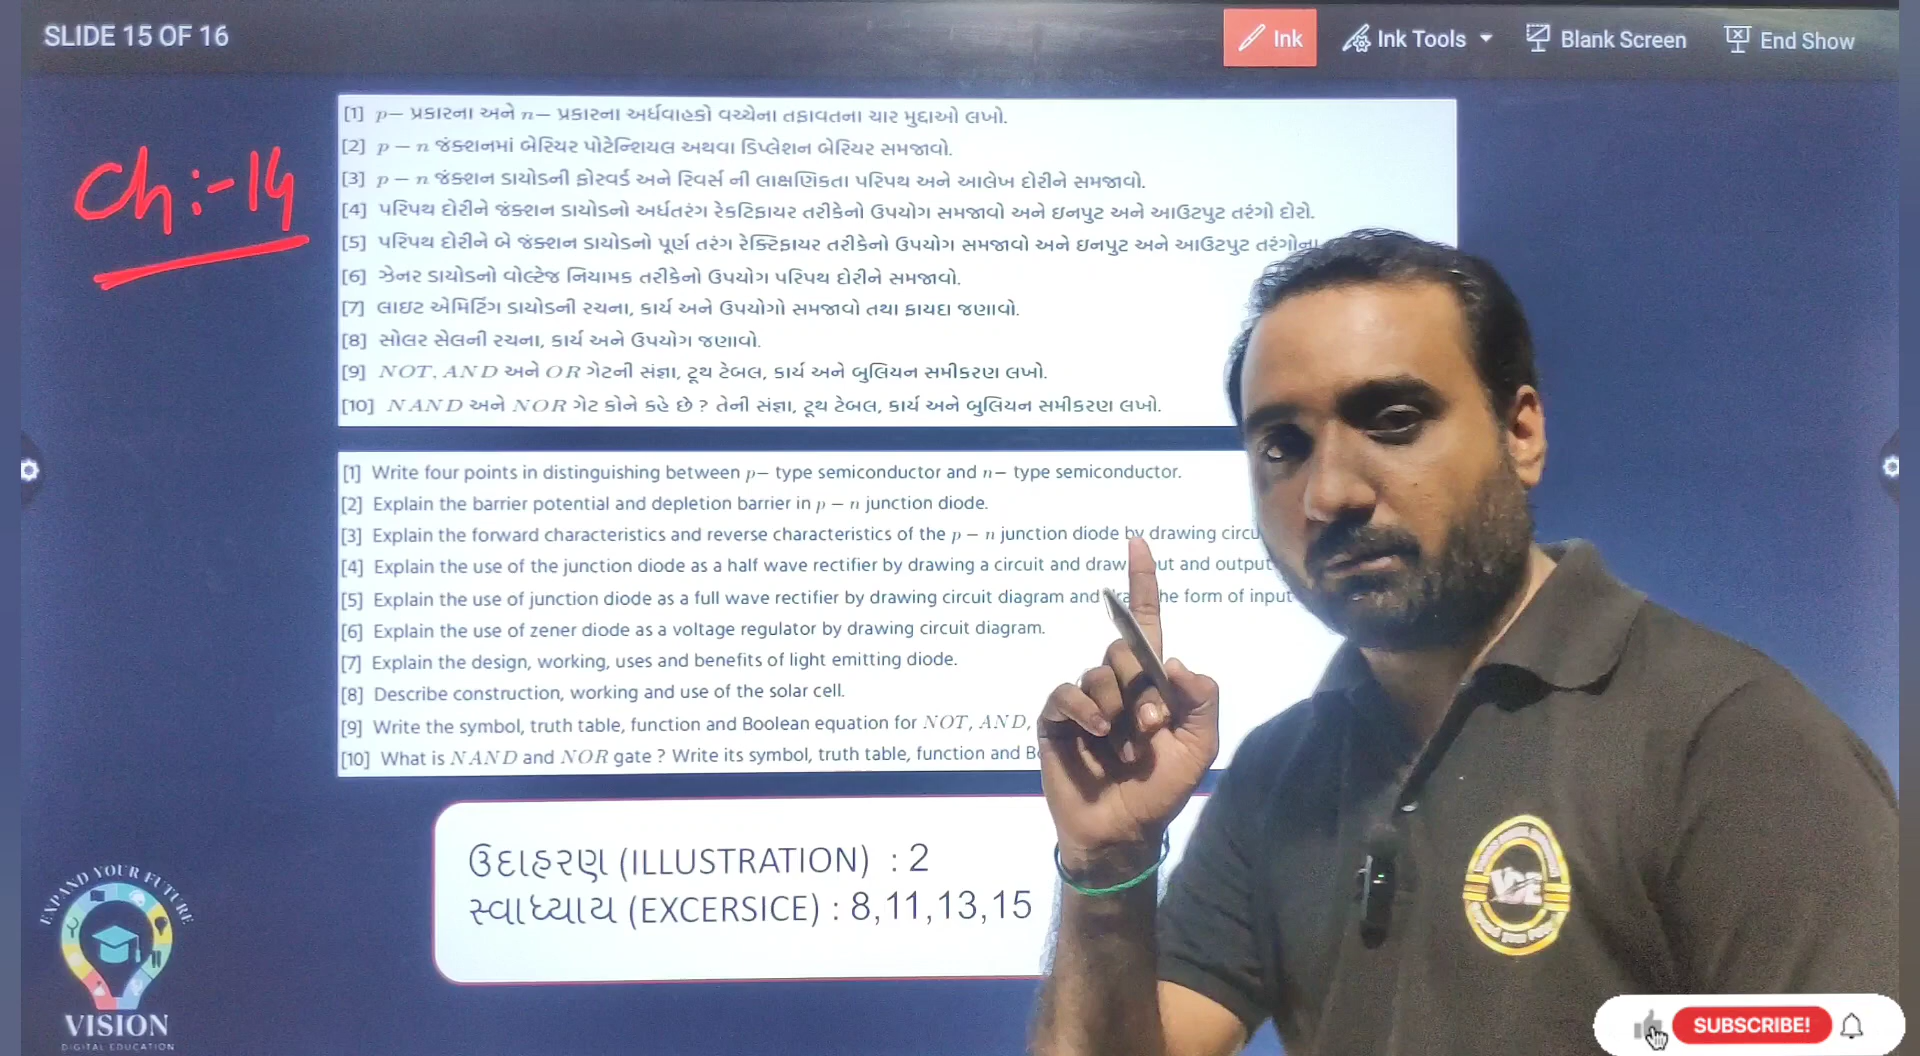 SLIDE 15 OF 16
Ink
Ink Tools
Blank Screen
End Show
Ch:-14
[1] p– પ્રકારના અને n– પ્રકારના અર્ધવાહકો વચ્ચેના તફાવતના ચાર મુદ્દાઓ લખો.
[2] p – n જંક્શનમાં બેરિયર પોટેન્શિયલ અથવા ડિપ્લેશન બેરિયર સમજાવો.
[3] p – n જંક્શન ડાયોડની ફોરવર્ડ અને રિવર્સ ની લાક્ષણિકતા પરિપથ અને આલેખ દોરીને સમજાવો.
[4] પરિપથ દોરીને જંક્શન ડાયોડનો અર્ધતરંગ રેકટિફાયર તરીકેનો ઉપયોગ સમજાવો અને ઇનપુટ અને આઉટપુટ તરંગો દોરો.
[5] પરિપથ દોરીને બે જંક્શન ડાયોડનો પૂર્ણ તરંગ રેક્ટિફાયર તરીકેનો ઉપયોગ સમજાવો અને ઇનપુટ અને આઉટપુટ
[6] ઝેનર ડાયોડનો વોલ્ટેજ નિયામક તરીકેનો ઉપયોગ પરિપથ દોરીને સમજાવો.
[7] લાઇટ એમિટિંગ ડાયોડની રચના, કાર્ય અને ઉપયોગો સમજાવો તથા ફાયદા જણાવો.
[8] સોલર સેલની રચના, કાર્ય અને ઉપયોગ જણાવો.
[9] NOT, AND અને OR ગેટની સંજ્ઞા, ટૂથ ટેબલ, કાર્ય અને બુલિયન સમીકરણ લખો.
[10] NAND અને NOR ગેટ કોને કહે છે ? તેની સંજ્ઞા, ટૂથ ટેબલ, કાર્ય અને બુલિયન સમીકરણ લખો.
[1] Write four points in distinguishing between p– type semiconductor and n– type semiconductor.
[2] Explain the barrier potential and depletion barrier in p – n junction diode.
[3] Explain the forward characteristics and reverse characteristics of the p – n junction diode by drawing
[4] Explain the use of the junction diode as a half wave rectifier by drawing a circuit and draw and output
[5] Explain the use of junction diode as a full wave rectifier by drawing circuit diagram and the form of input
[6] Explain the use of zener diode as a voltage regulator by drawing circuit diagram.
[7] Explain the design, working, uses and benefits of light emitting diode.
[8] Describe construction, working and use of the solar cell.
[9] Write the symbol, truth table, function and Boolean equation for NOT, AND,
[10] What is NAND and NOR gate ? Write its symbol, truth table, function and
ઉદાહરણ (ILLUSTRATION) : 2
સ્વાધ્યાય (EXCERSICE) : 8,11,13,15
EXPAND YOUR FUTURE
VISION
DIGITAL EDUCATION
VDE
SUBSCRIBE!